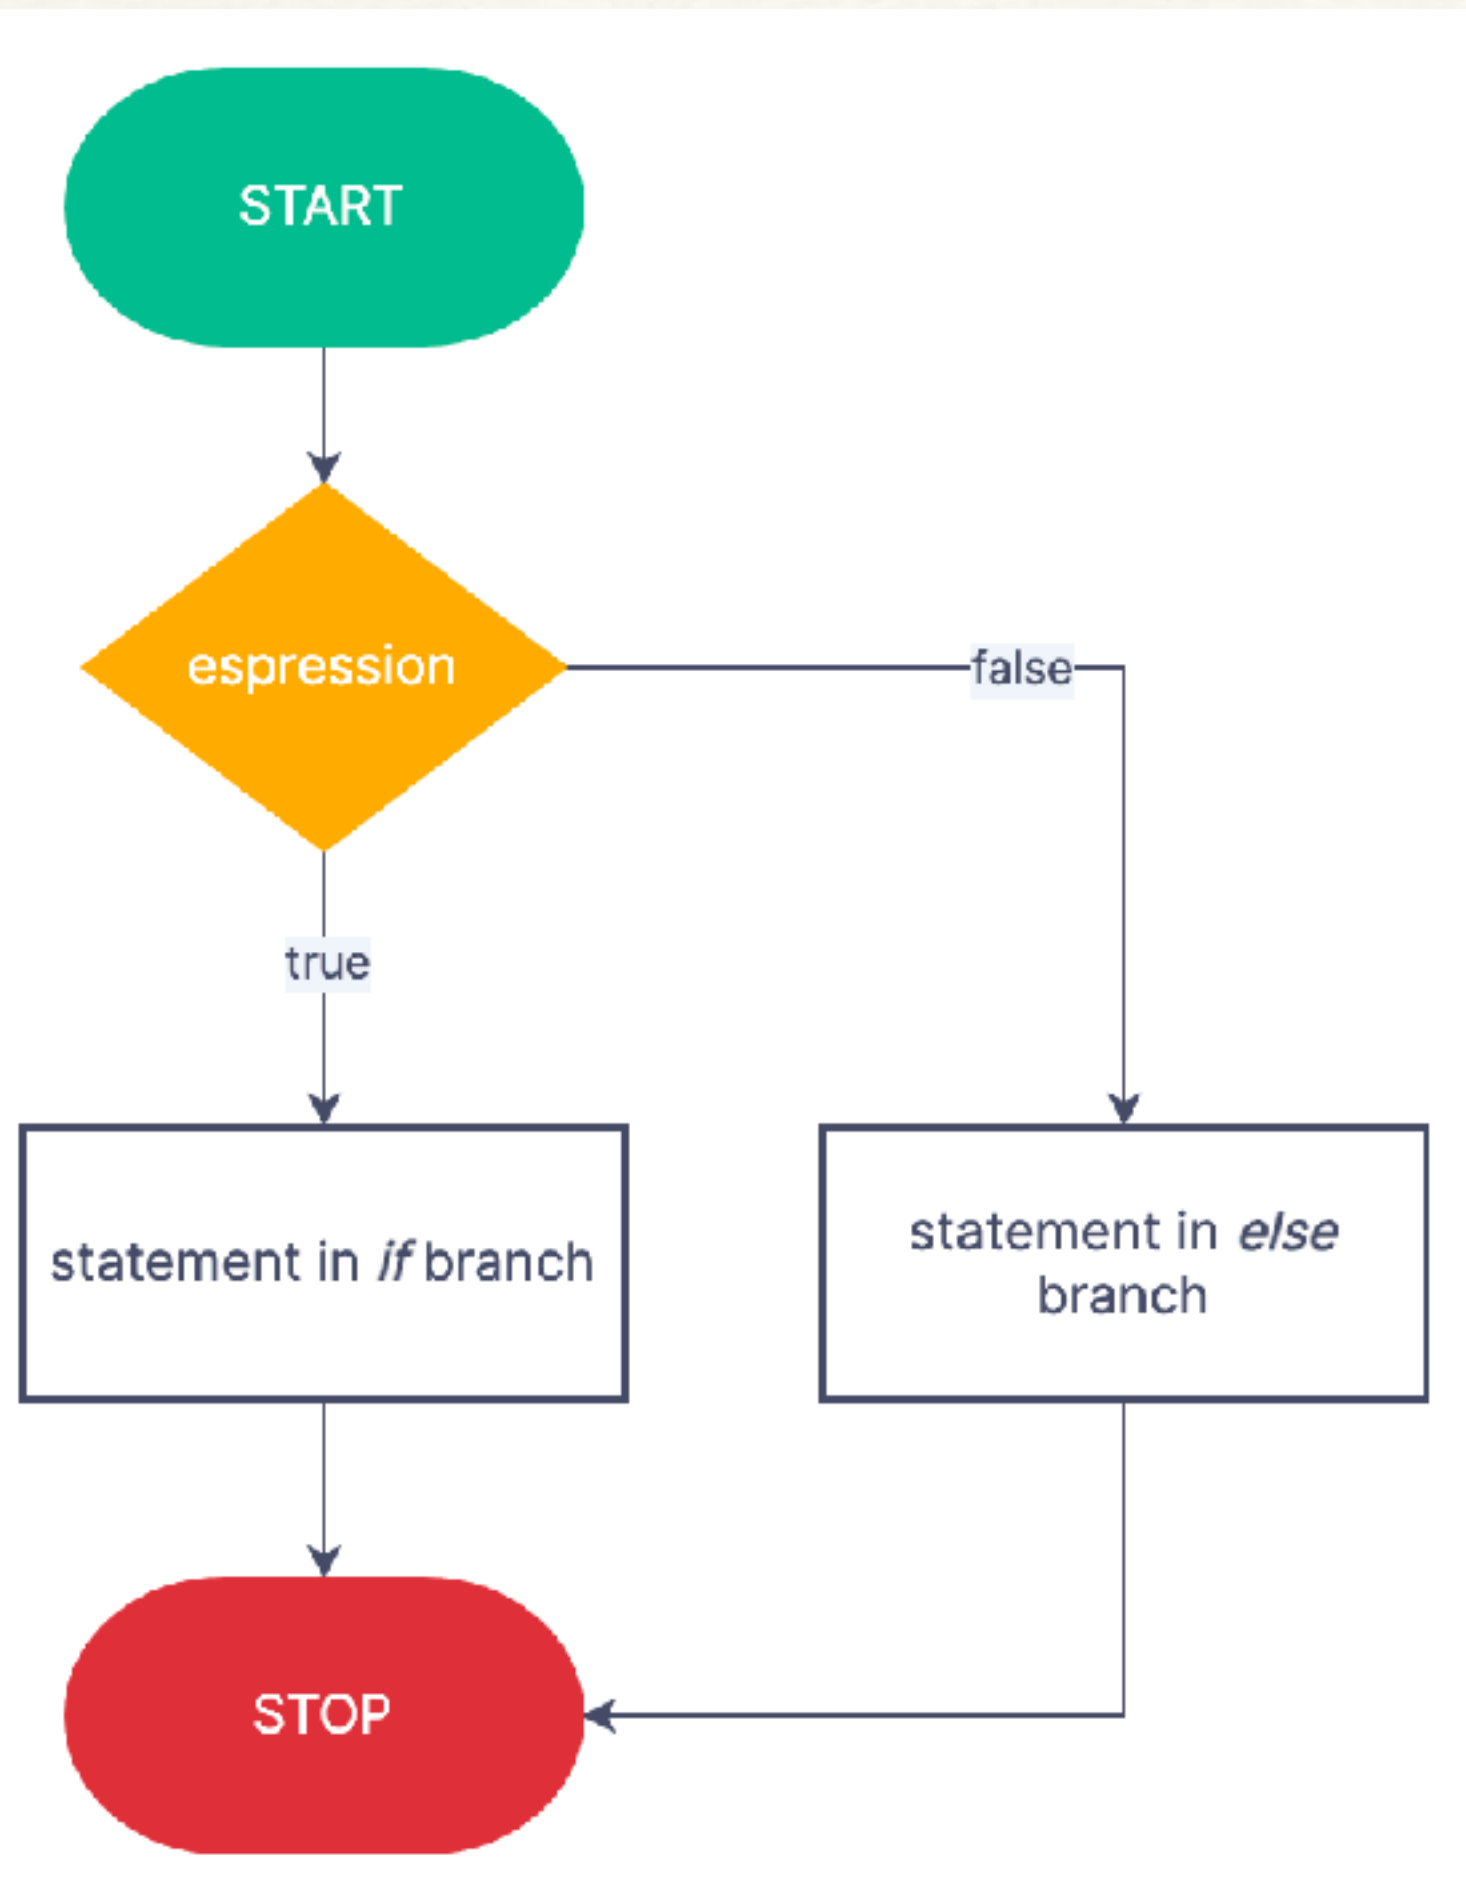 START
espression
false
true
statement in if branch
statement in else
branch
STOP